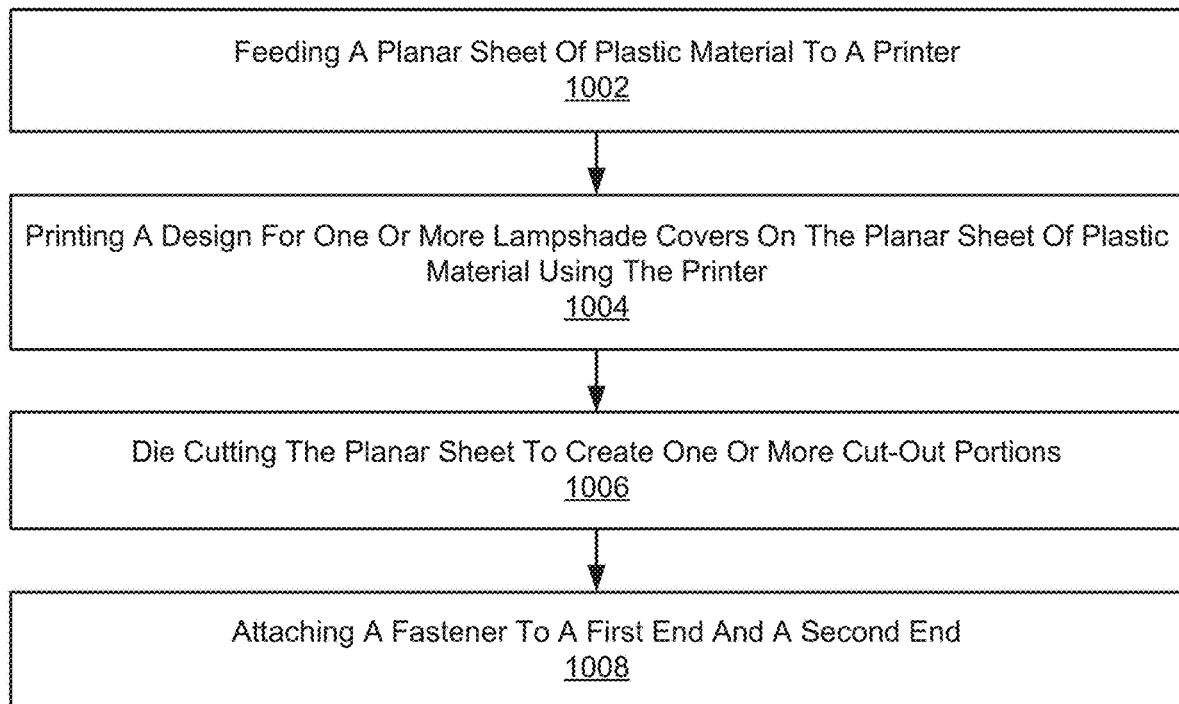 Feeding A Planar Sheet Of Plastic Material To A Printer
1002
Printing A Design For One Or More Lampshade Covers On The Planar Sheet Of Plastic
Material Using The Printer
1004
Die Cutting The Planar Sheet To Create One Or More Cut-Out Portions
1006
Attaching A Fastener To A First End And A Second End
1008